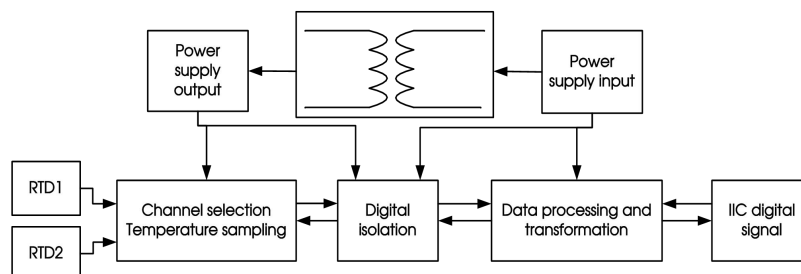 Power
supply
output
Power
supply input
RTD1
RTD2
Channel selection
Temperature sampling
Digital
isolation
Data processing and
transformation
IIC digital
signal